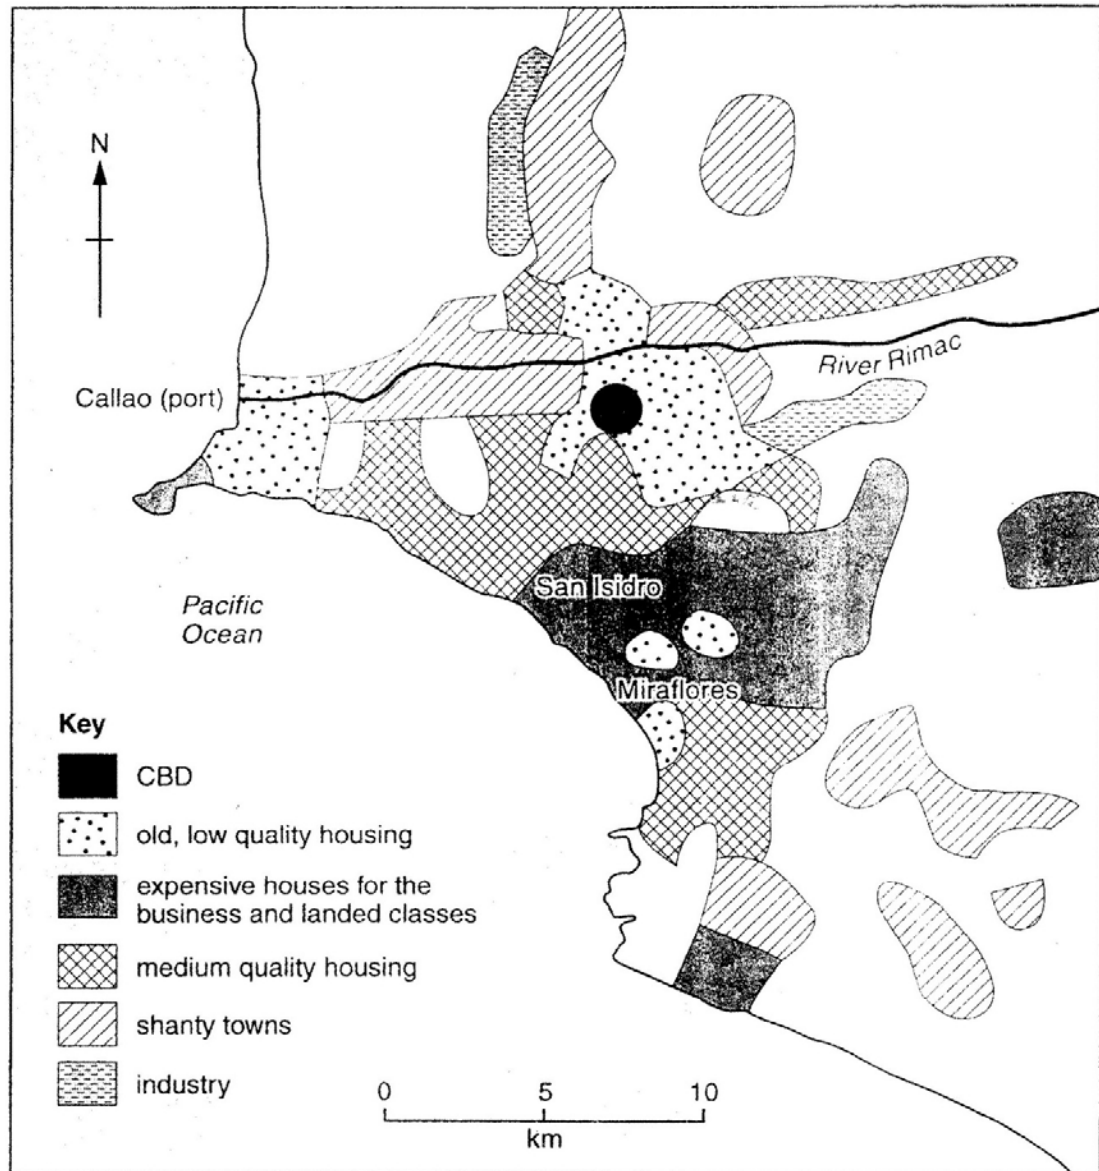 N
Callao (port)
River Rimac
Pacific
Ocean
San Isidro
Miraflores
Key
CBD
old, low quality housing
expensive houses for the
business and landed classes
medium quality housing
shanty towns
industry
0 5 10
km